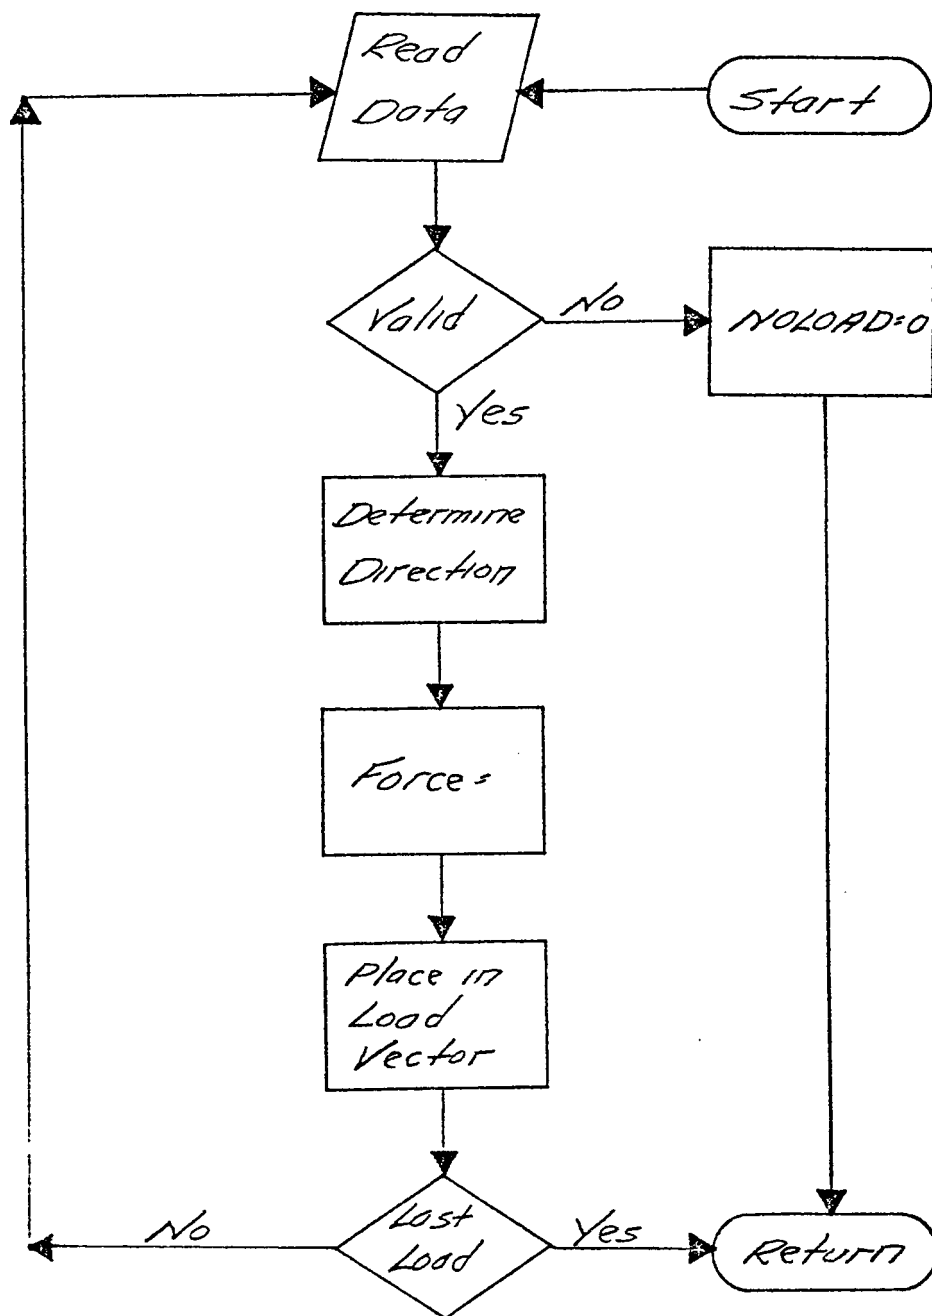 Read
Data
Start
Valid
No
NOLOAD=0
Yes
Determine
Direction
Force=
Place in
Load
Vector
Last
Load
No
Yes
Return